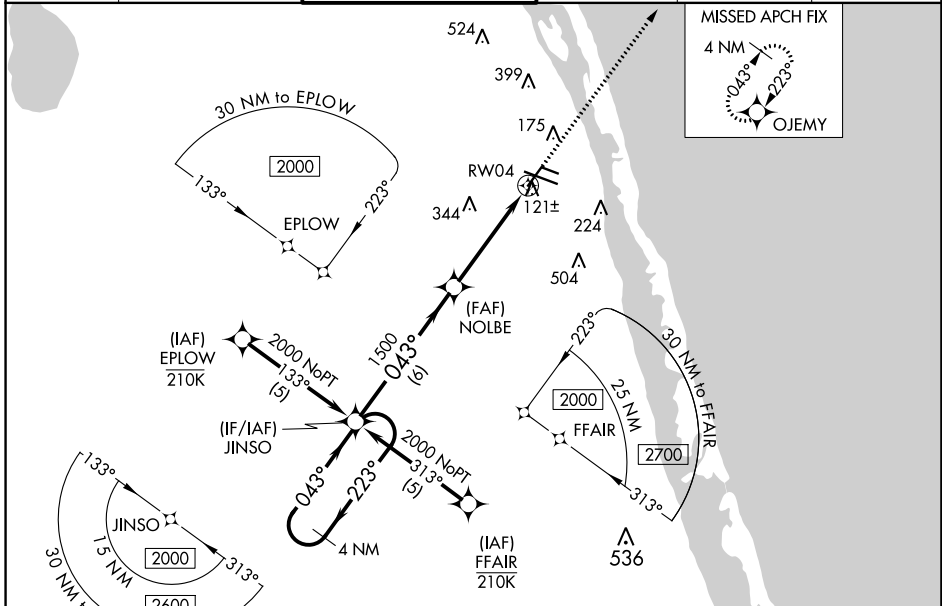 MISSED APCH FIX
4 NM
043°
223°
OJEMY
524
399
175
RW04
121±
344
224
504
30 NM to EPLOW
2000
133°
223°
EPLOW
(FAF)
NOLBE
1500
043°
(6)
(IAF)
EPLOW
210K
2000 NoPT
133°
(5)
(IF/IAF)
JINSO
2000 NoPT
313°
(5)
043°
223°
4 NM
(IAF)
FFAIR
210K
223°
30 NM to FFAIR
25 NM
2000
FFAIR
2700
313°
536
133°
JINSO
15 NM
2000
313°
30 NM
2600